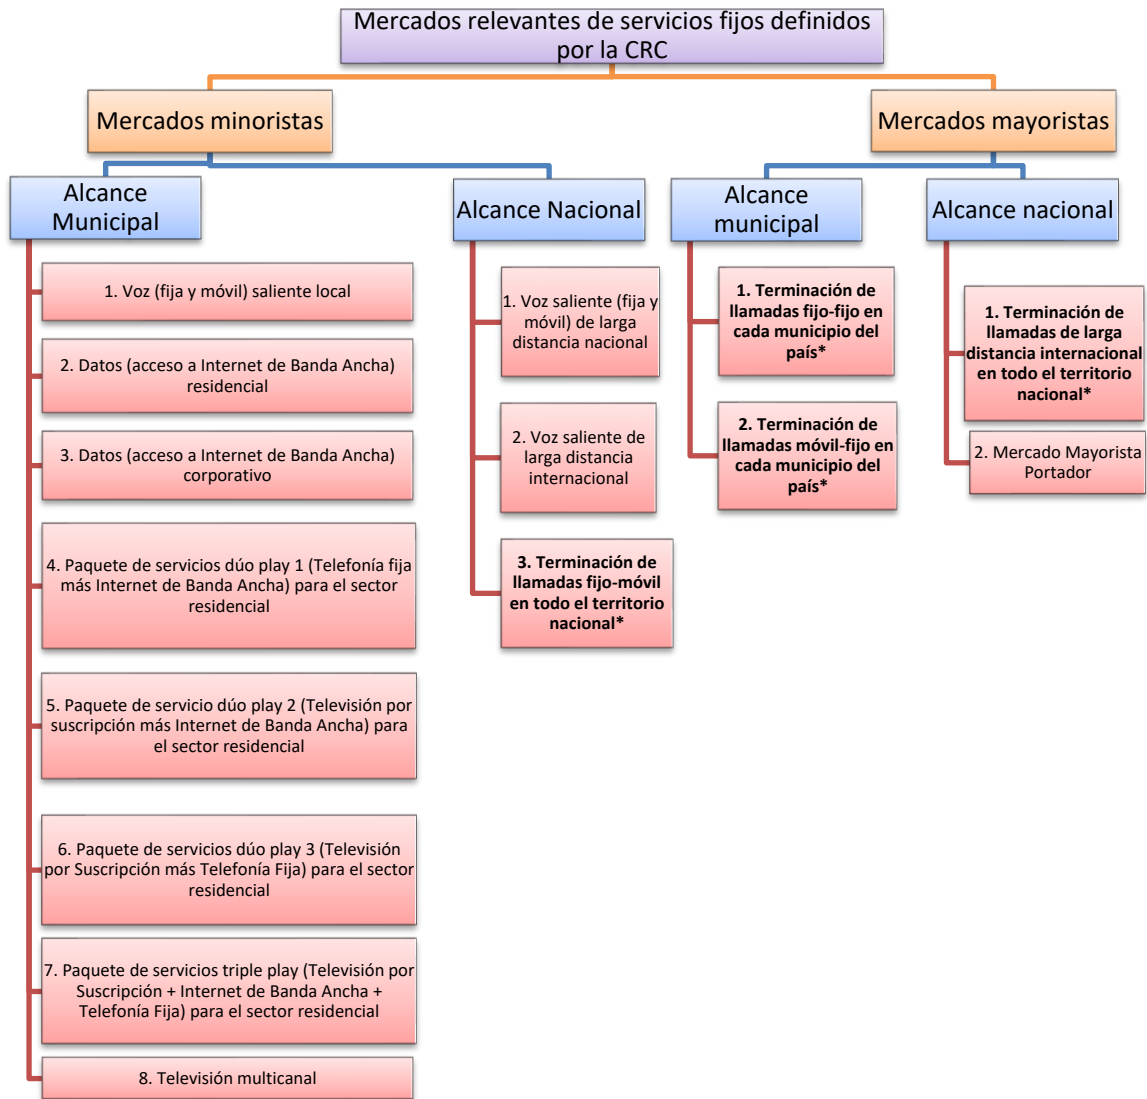 Mercados relevantes de servicios fijos definidos
por la CRC
Mercados minoristas
Mercados mayoristas
Alcance
Municipal
Alcance Nacional
Alcance
municipal
Alcance nacional
1. Voz (fija y móvil) saliente local
2. Datos (acceso a Internet de Banda Ancha)
residencial
3. Datos (acceso a Internet de Banda Ancha)
corporativo
4. Paquete de servicios dúo play 1 (Telefonía fija
más Internet de Banda Ancha) para el sector
residencial
5. Paquete de servicio dúo play 2 (Televisión por
suscripción más Internet de Banda Ancha) para
el sector residencial
6. Paquete de servicios dúo play 3 (Televisión
por Suscripción más Telefonía Fija) para el sector
residencial
7. Paquete de servicios triple play (Televisión por
Suscripción + Internet de Banda Ancha +
Telefonía Fija) para el sector residencial
8. Televisión multicanal
1. Voz saliente (fija y
móvil) de larga
distancia nacional
2. Voz saliente de
larga distancia
internacional
3. Terminación de
llamadas fijo-móvil
en todo el territorio
nacional*
1. Terminación de
llamadas fijo-fijo en
cada municipio del
país*
2. Terminación de
llamadas móvil-fijo en
cada municipio del
país*
1. Terminación de
llamadas de larga
distancia internacional
en todo el territorio
nacional*
2. Mercado Mayorista
Portador